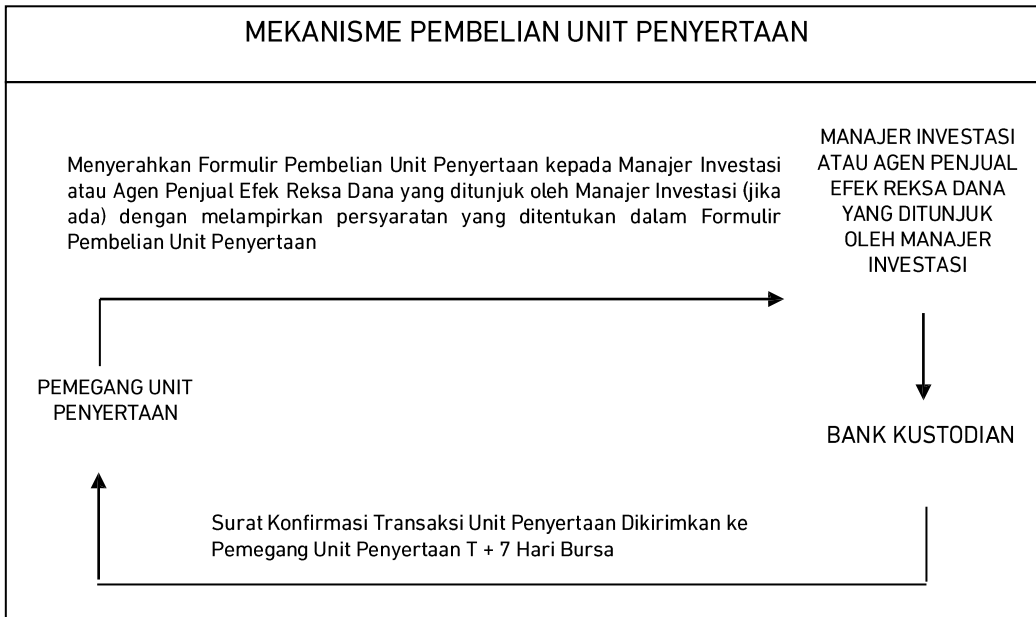 MEKANISME PEMBELIAN UNIT PENYERTAAN
Menyerahkan Formulir Pembelian Unit Penyertaan kepada Manajer Investasi
atau Agen Penjual Efek Reksa Dana yang ditunjuk oleh Manajer Investasi (jika
ada) dengan melampirkan persyaratan yang ditentukan dalam Formulir
Pembelian Unit Penyertaan
MANAJER INVESTASI
ATAU AGEN PENJUAL
EFEK REKSA DANA
YANG DITUNJUK
OLEH MANAJER
INVESTASI
PEMEGANG UNIT
PENYERTAAN
BANK KUSTODIAN
Surat Konfirmasi Transaksi Unit Penyertaan Dikirimkan ke
Pemegang Unit Penyertaan T + 7 Hari Bursa